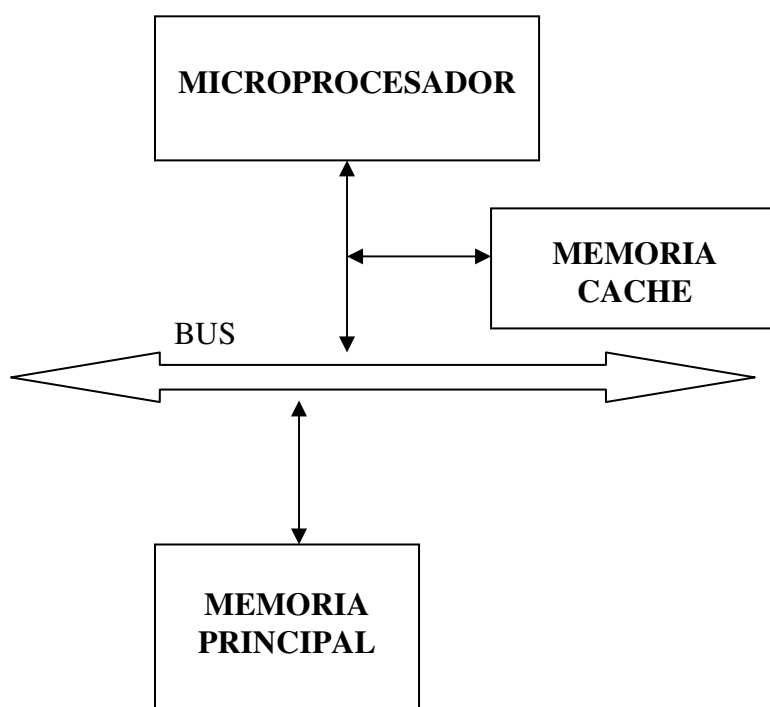 MICROPROCESADOR
MEMORIA
CACHE
BUS
MEMORIA
PRINCIPAL